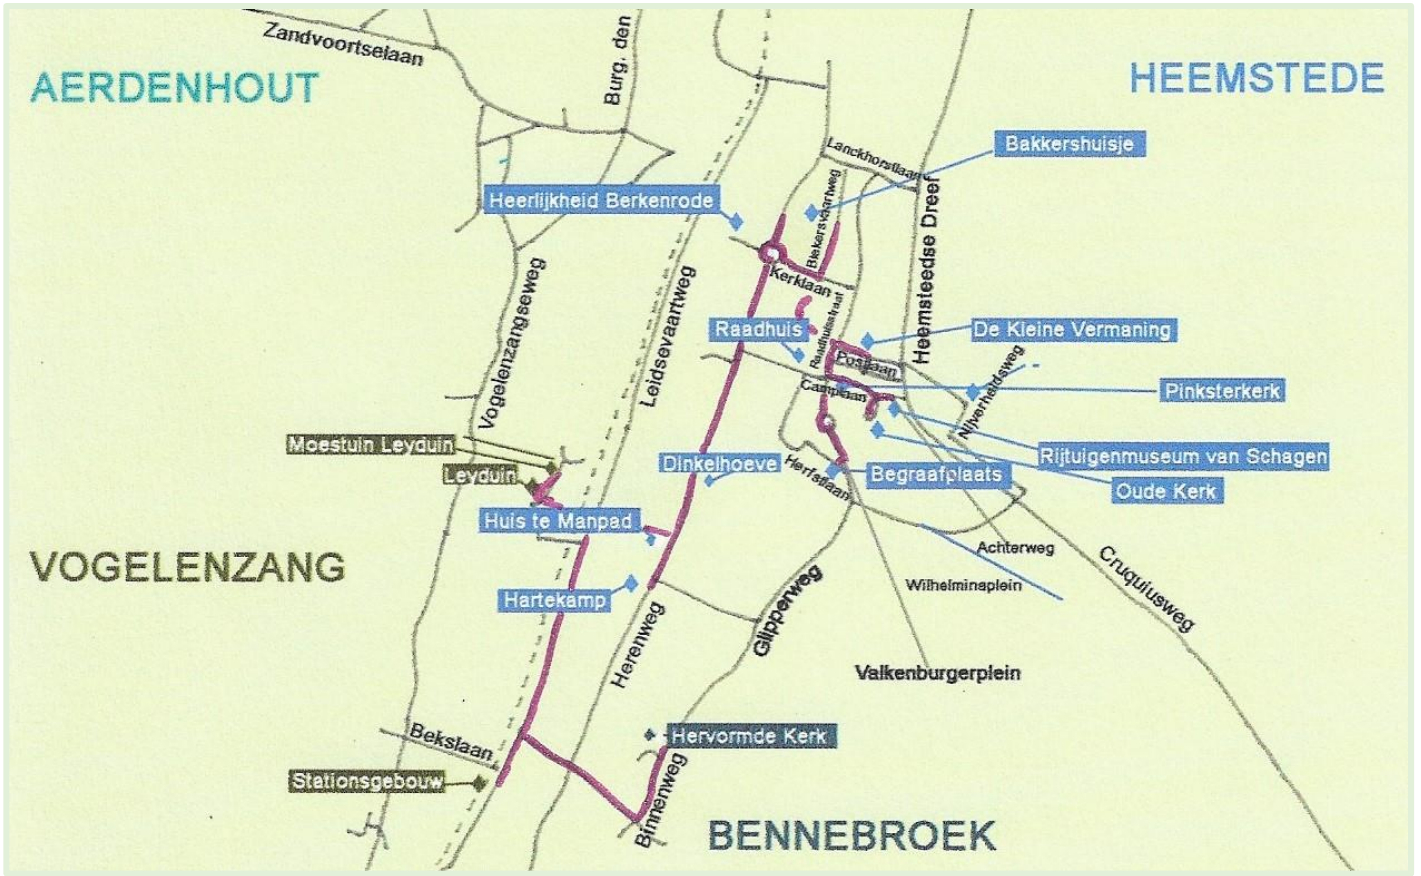 Zandvoortselaan
Burg. den
AERDENHOUT
HEEMSTEDE
Bakkershuisje
Lanckhorstlaan
Heerlijkheid Berkenrode
Blekersvaartweg
Heemsteedse Dreef
Kerklaan
Vogelenzangseweg
Leidsevaartweg
Raadhuis
Raadhuisstraat
De Kleine Vermaning
Postlaan
Nijverheidsweg
Camplaan
Pinksterkerk
Moestuin Leyduin
Leyduin
Dinkelhoeve
Herfstlaan
Begraafplaats
Rijtuigenmuseum van Schagen
Oude Kerk
Huis te Manpad
Achterweg
VOGELENZANG
Wilhelminaplein
Cruquiusweg
Hartekamp
Herenweg
Glipperweg
Valkenburgerplein
Bekslaan
Hervormde Kerk
Stationsgebouw
Binnenweg
BENNEBROEK